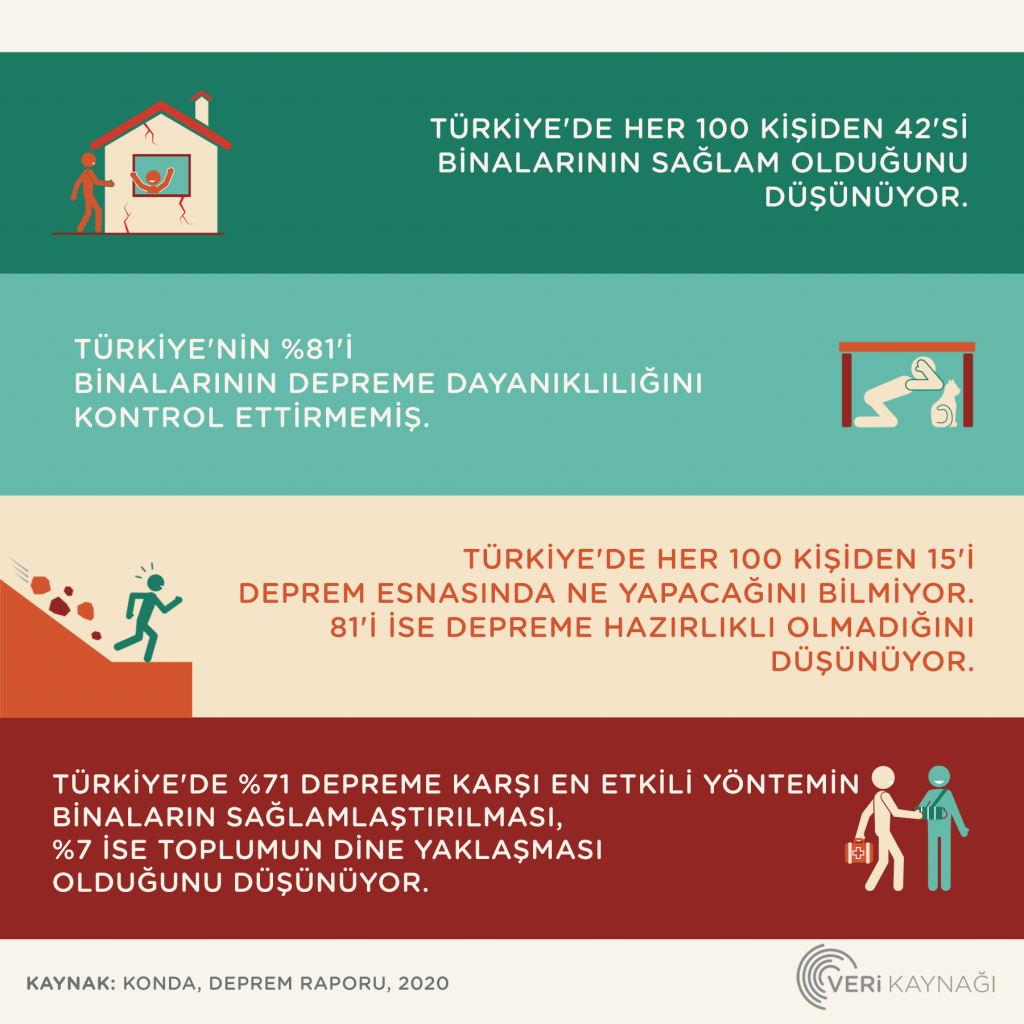 TÜRKİYE'DE HER 100 KİŞİDEN 42'Sİ
BİNALARININ SAĞLAM OLDUĞUNU
DÜŞÜNÜYOR.
TÜRKİYE'NİN %81'İ
BİNALARININ DEPREME DAYANIKLILIĞINI
KONTROL ETTİRMEMİŞ.
TÜRKİYE'DE HER 100 KİŞİDEN 15'İ
DEPREM ESNASINDA NE YAPACAĞINI BİLMİYOR.
81'İ İSE DEPREME HAZIRLIKLI OLMADIĞINI
DÜŞÜNÜYOR.
TÜRKİYE'DE %71 DEPREME KARŞI EN ETKİLİ YÖNTEMİN
BİNALARIN SAĞLAMLAŞTIRILMASI,
%7 İSE TOPLUMUN DİNE YAKLAŞMASI
OLDUĞUNU DÜŞÜNÜYOR.
KAYNAK: KONDA, DEPREM RAPORU, 2020
VERi KAYNAĞI